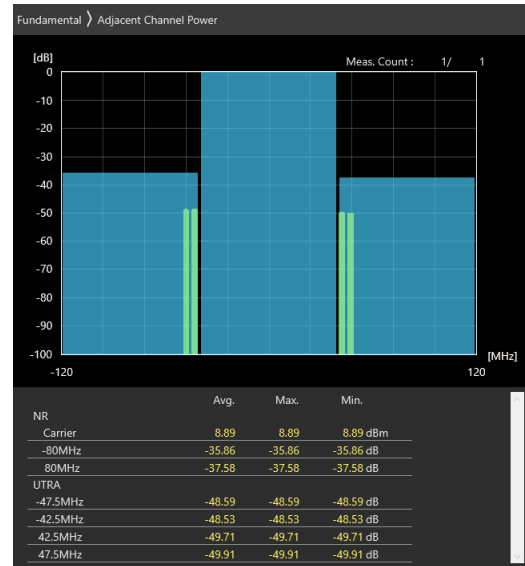 Fundamental 〉 Adjacent Channel Power
[dB]
Meas. Count : 1/ 1
0
-10
-20
-30
-40
-50
-60
-70
-80
-90
-100
[MHz]
-120 120
Avg. Max. Min.
NR
Carrier 8.89 8.89 8.89 dBm
-80MHz -35.86 -35.86 -35.86 dB
80MHz -37.58 -37.58 -37.58 dB
UTRA
-47.5MHz -48.59 -48.59 -48.59 dB
-42.5MHz -48.53 -48.53 -48.53 dB
42.5MHz -49.71 -49.71 -49.71 dB
47.5MHz -49.91 -49.91 -49.91 dB